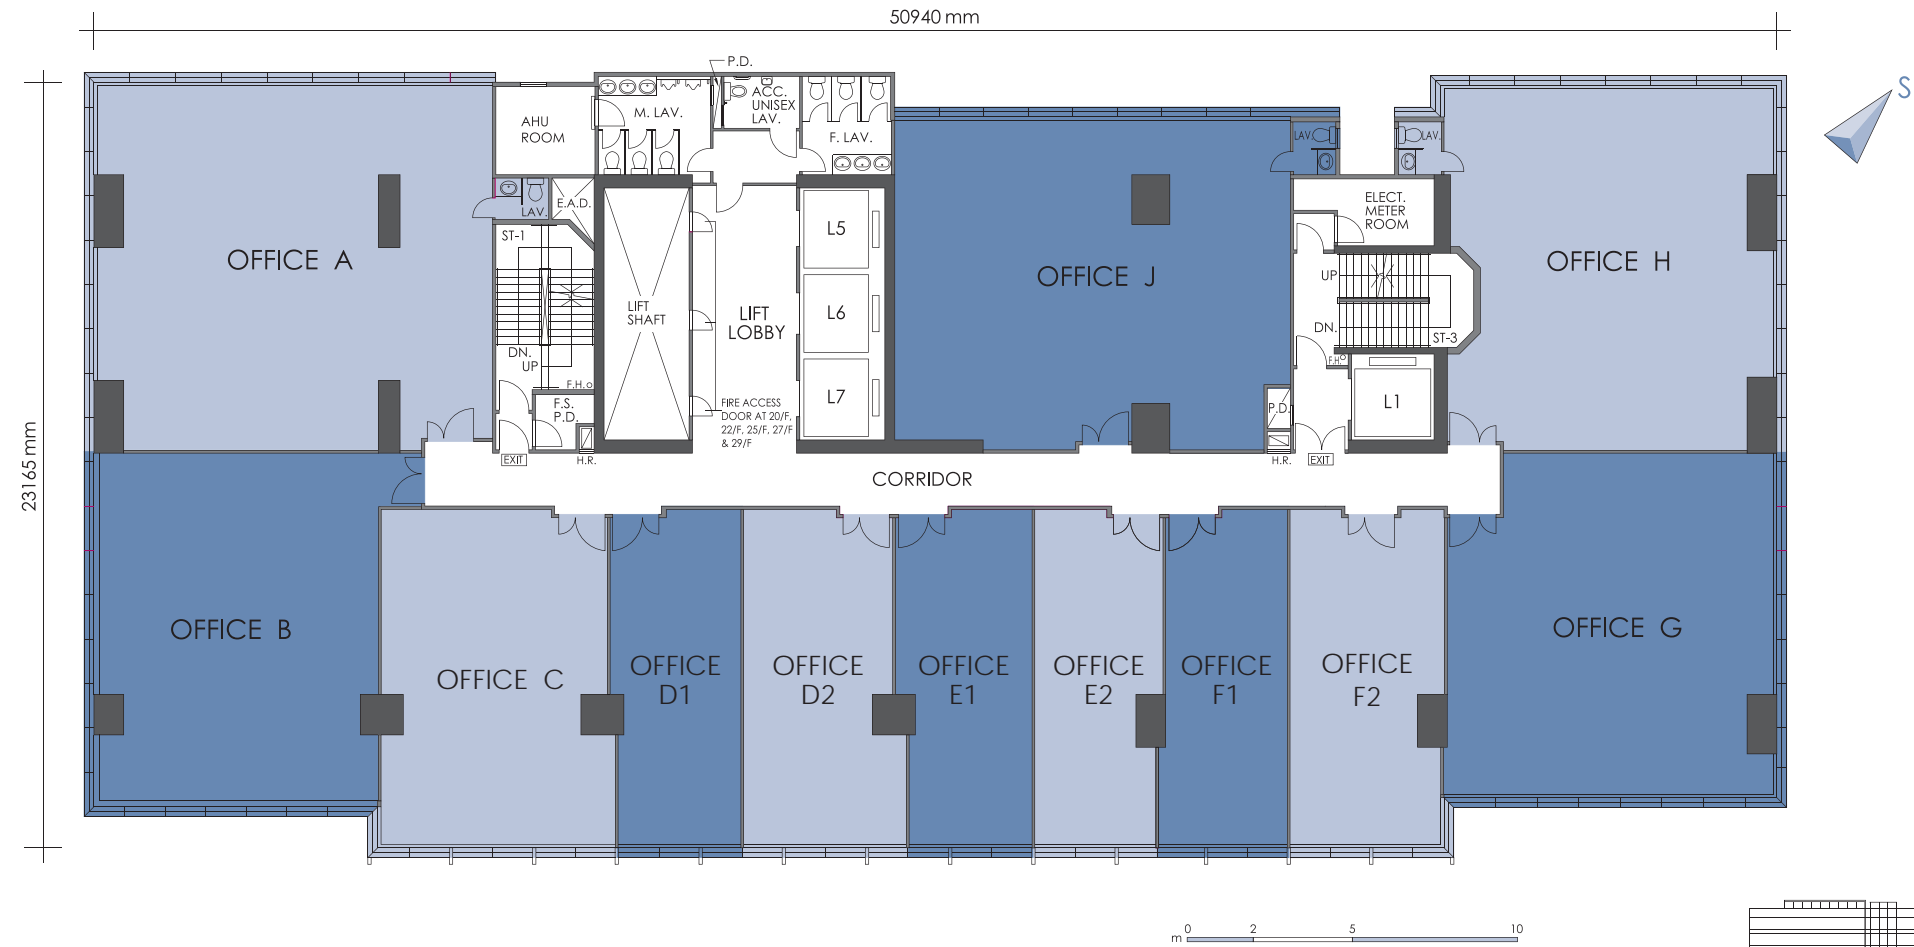 50940 mm
23165 mm
S
P.D.
AHU
ROOM
M. LAV.
ACC.
UNISEX
LAV.
F. LAV.
LAV.
LAV.
LAV.
E.A.D.
ELECT.
METER
ROOM
ST-1
OFFICE A
OFFICE J
OFFICE H
L5
L6
L7
LIFT
SHAFT
LIFT
LOBBY
UP
DN.
ST-3
F.H.
DN.
UP
F.H.
F.S.
P.D.
FIRE ACCESS
DOOR AT 20/F,
22/F, 25/F, 27/F
& 29/F
P.D.
L1
EXIT
H.R.
H.R.
EXIT
CORRIDOR
OFFICE B
OFFICE C
OFFICE
D1
OFFICE
D2
OFFICE
E1
OFFICE
E2
OFFICE
F1
OFFICE
F2
OFFICE G
m 0 2 5 10